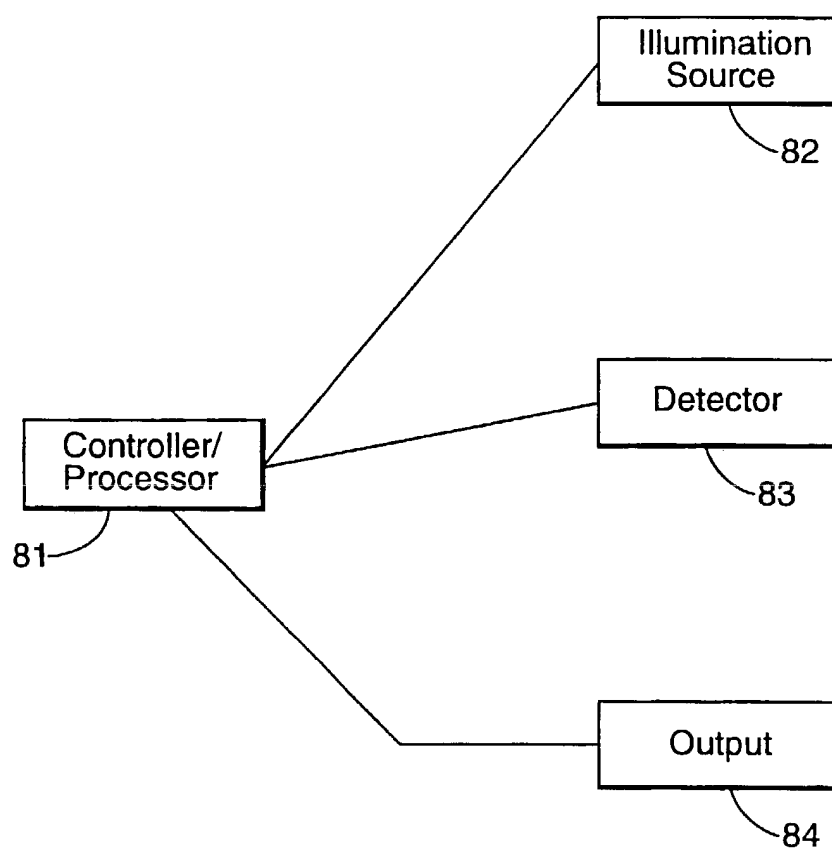 Illumination
Source
82
Detector
83
Controller/
Processor
81
Output
84